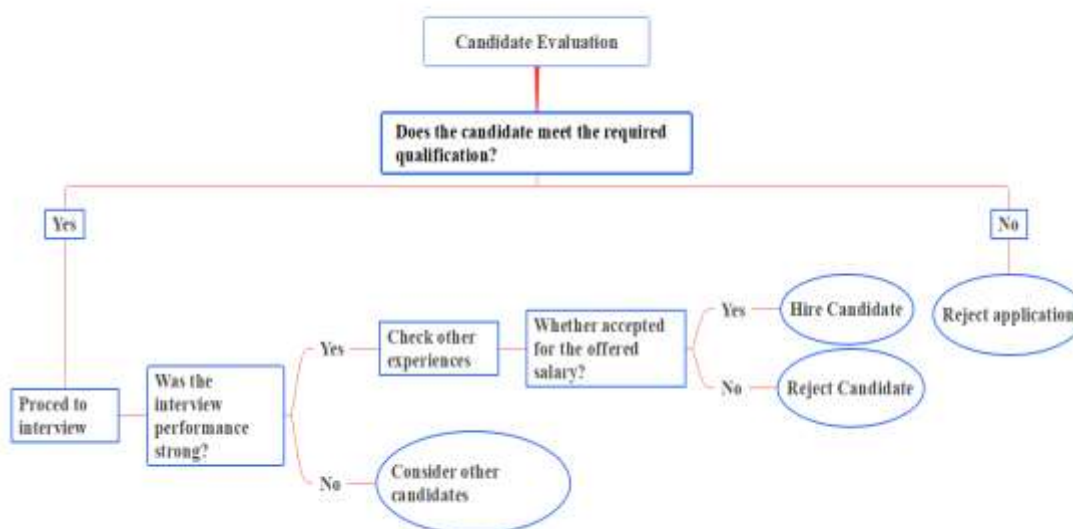 Candidate Evaluation
Does the candidate meet the required
qualification?
Yes
No
Hire Candidate
Reject application
Yes
Check other
experiences
Whether accepted
for the offered
salary?
Yes
No
Reject Candidate
Proced to
interview
Was the
interview
performance
strong?
No
Consider other
candidates